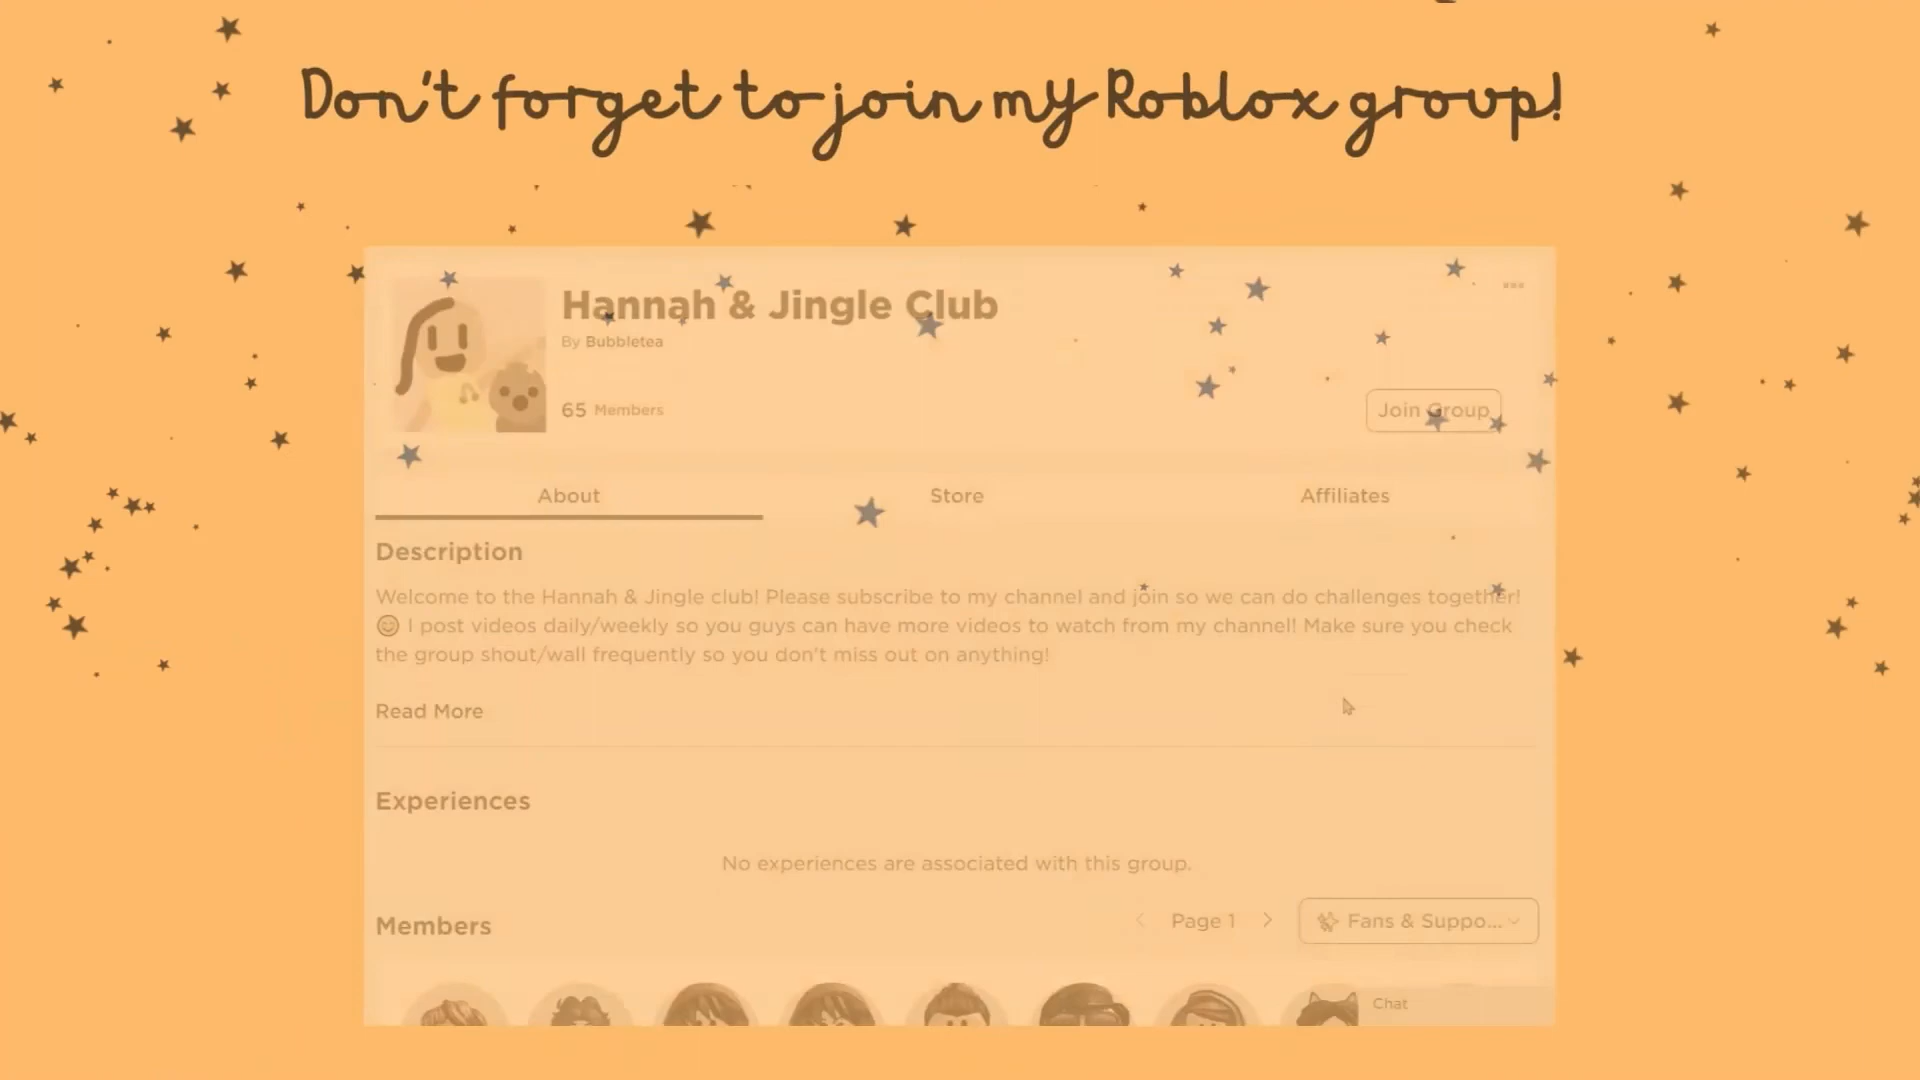 Don't forget to join my Roblox group!
Hannah & Jingle Club
By Bubbletea
65 Members
Join Group
About
Store
Affiliates
Description
Welcome to the Hannah & Jingle club! Please subscribe to my channel and join so we can do challenges together!
😊 I post videos daily/weekly so you guys can have more videos to watch from my channel! Make sure you check
the group shout/wall frequently so you don't miss out on anything!
Read More
Experiences
No experiences are associated with this group.
Members
Page 1
Fans & Suppo...
Chat